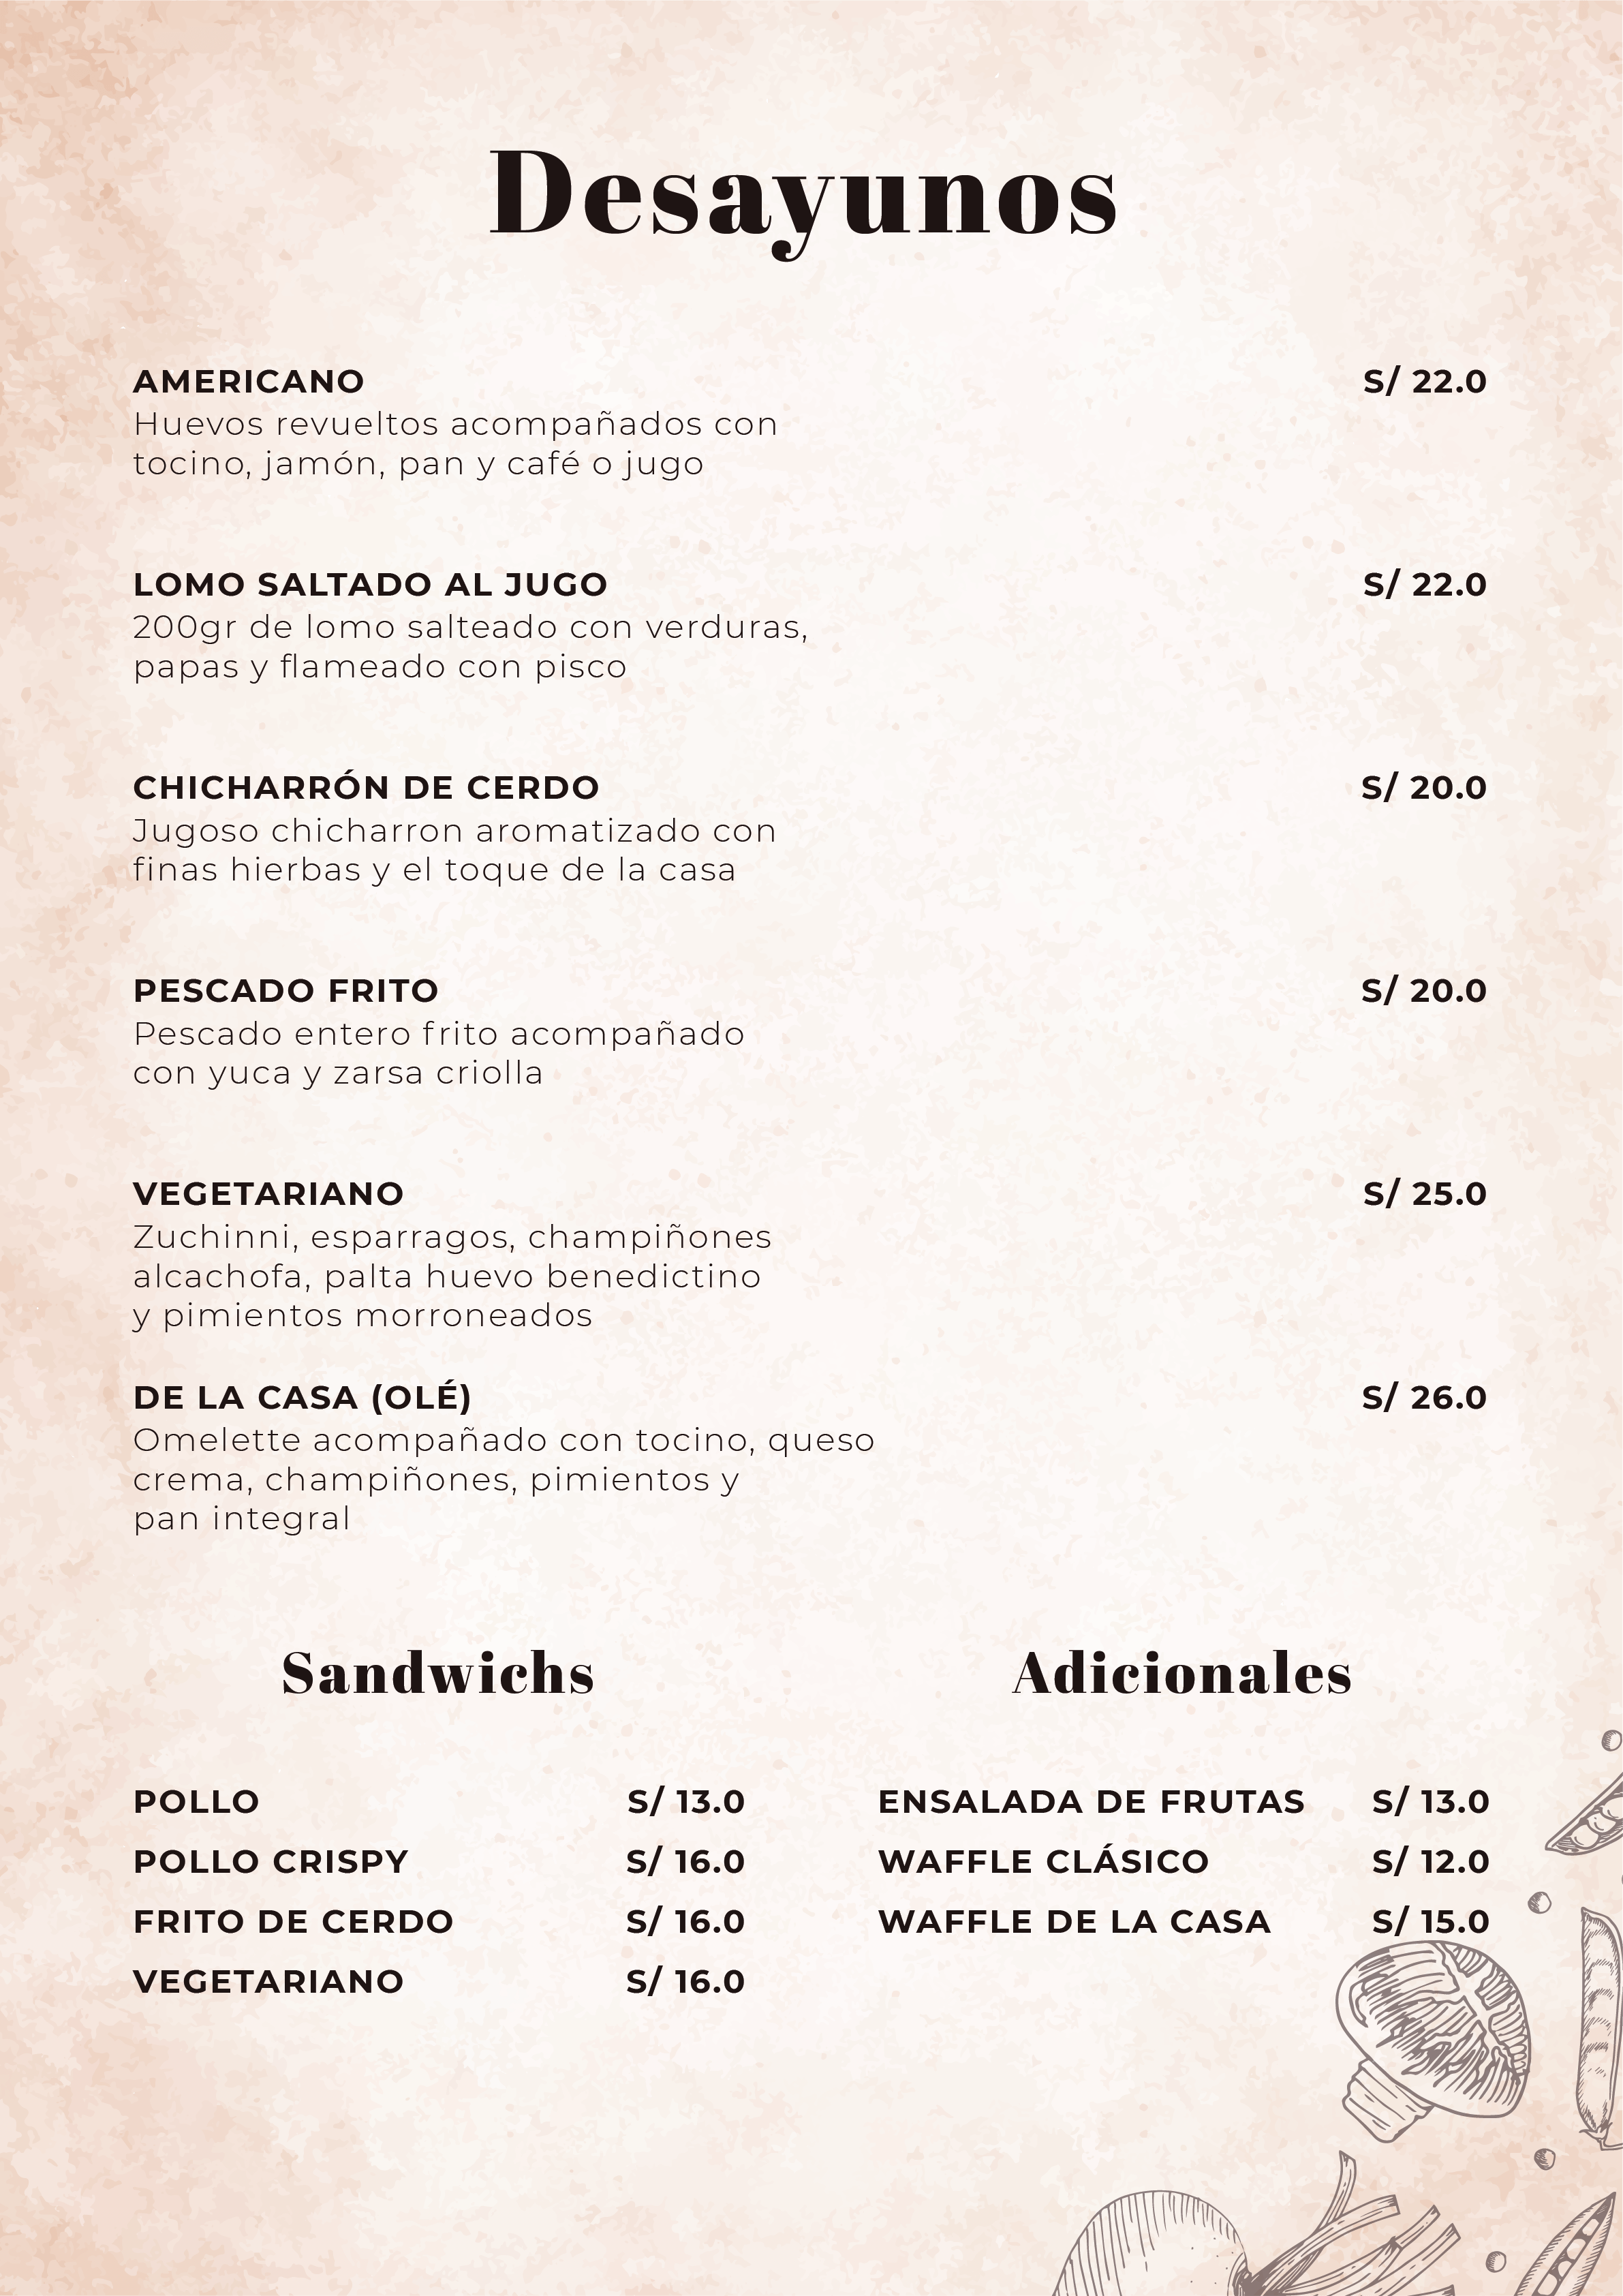 Desayunos
AMERICANO S/ 22.0
Huevos revueltos acompañados con
tocino, jamón, pan y café o jugo
LOMO SALTADO AL JUGO S/ 22.0
200gr de lomo salteado con verduras,
papas y flameado con pisco
CHICHARRÓN DE CERDO S/ 20.0
Jugoso chicharron aromatizado con
finas hierbas y el toque de la casa
PESCADO FRITO S/ 20.0
Pescado entero frito acompañado
con yuca y zarsa criolla
VEGETARIANO S/ 25.0
Zuchinni, esparragos, champiñones
alcachofa, palta huevo benedictino
y pimientos morroneados
DE LA CASA (OLÉ) S/ 26.0
Omelette acompañado con tocino, queso
crema, champiñones, pimientos y
pan integral
Sandwichs
POLLO S/ 13.0
POLLO CRISPY S/ 16.0
FRITO DE CERDO S/ 16.0
VEGETARIANO S/ 16.0
Adicionales
ENSALADA DE FRUTAS S/ 13.0
WAFFLE CLÁSICO S/ 12.0
WAFFLE DE LA CASA S/ 15.0